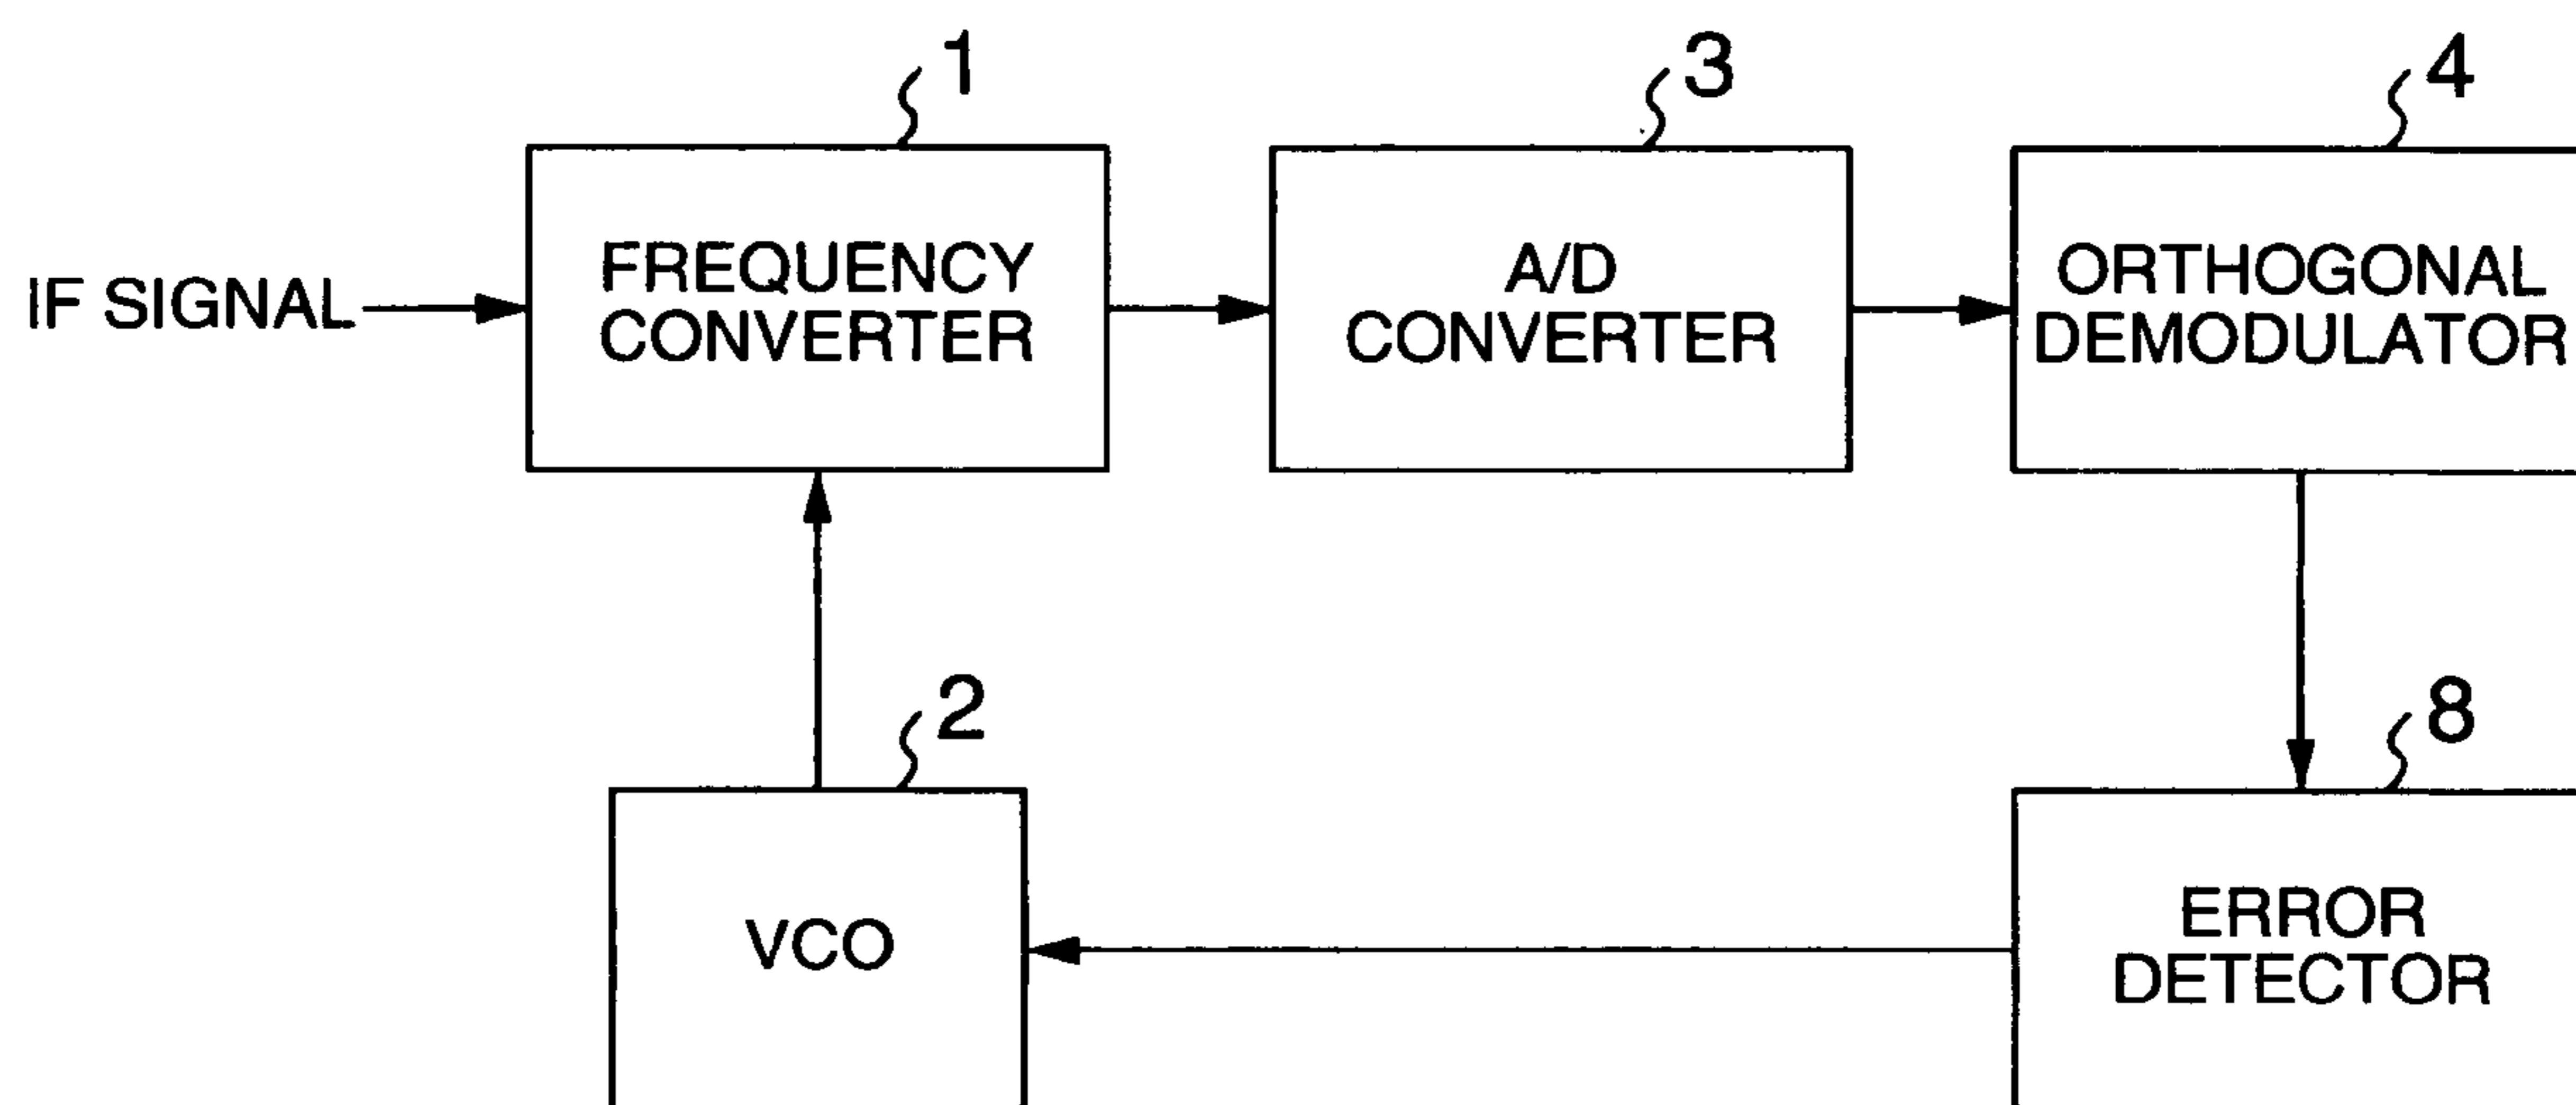 1
3
4
IF SIGNAL
FREQUENCY
CONVERTER
A/D
CONVERTER
ORTHOGONAL
DEMODULATOR
2
8
VCO
ERROR
DETECTOR